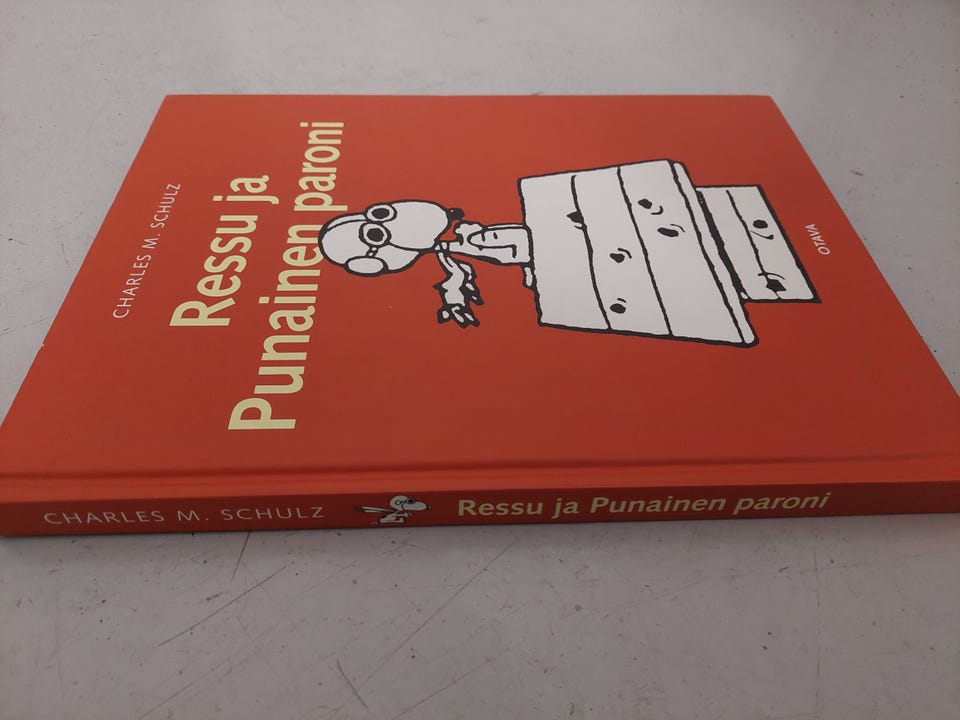 CHARLES M. SCHULZ
Ressu ja
Punainen paroni
OTAVA
CHARLES M. SCHULZ Ressu ja Punainen paroni